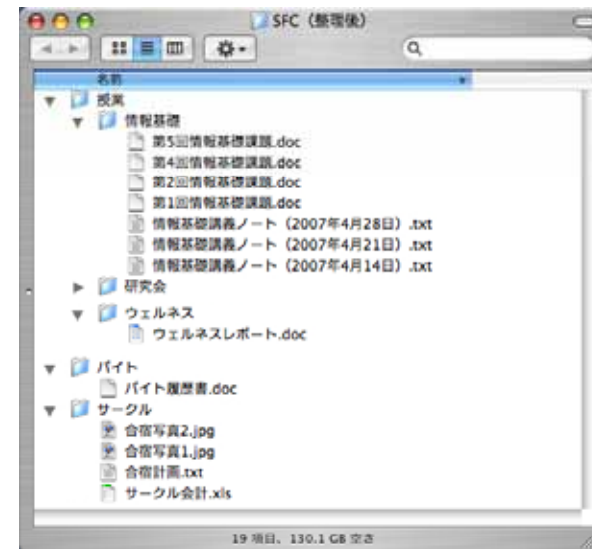 SFC（整理後）
名前
授業
情報基礎
第5回情報基礎課題.doc
第4回情報基礎課題.doc
第2回情報基礎課題.doc
第1回情報基礎課題.doc
情報基礎講義ノート（2007年4月28日）.txt
情報基礎講義ノート（2007年4月21日）.txt
情報基礎講義ノート（2007年4月14日）.txt
研究会
ウェルネス
ウェルネスレポート.doc
バイト
バイト履歴書.doc
サークル
合宿写真2.jpg
合宿写真1.jpg
合宿計画.txt
サークル会計.xls
19 項目、130.1 GB 空き